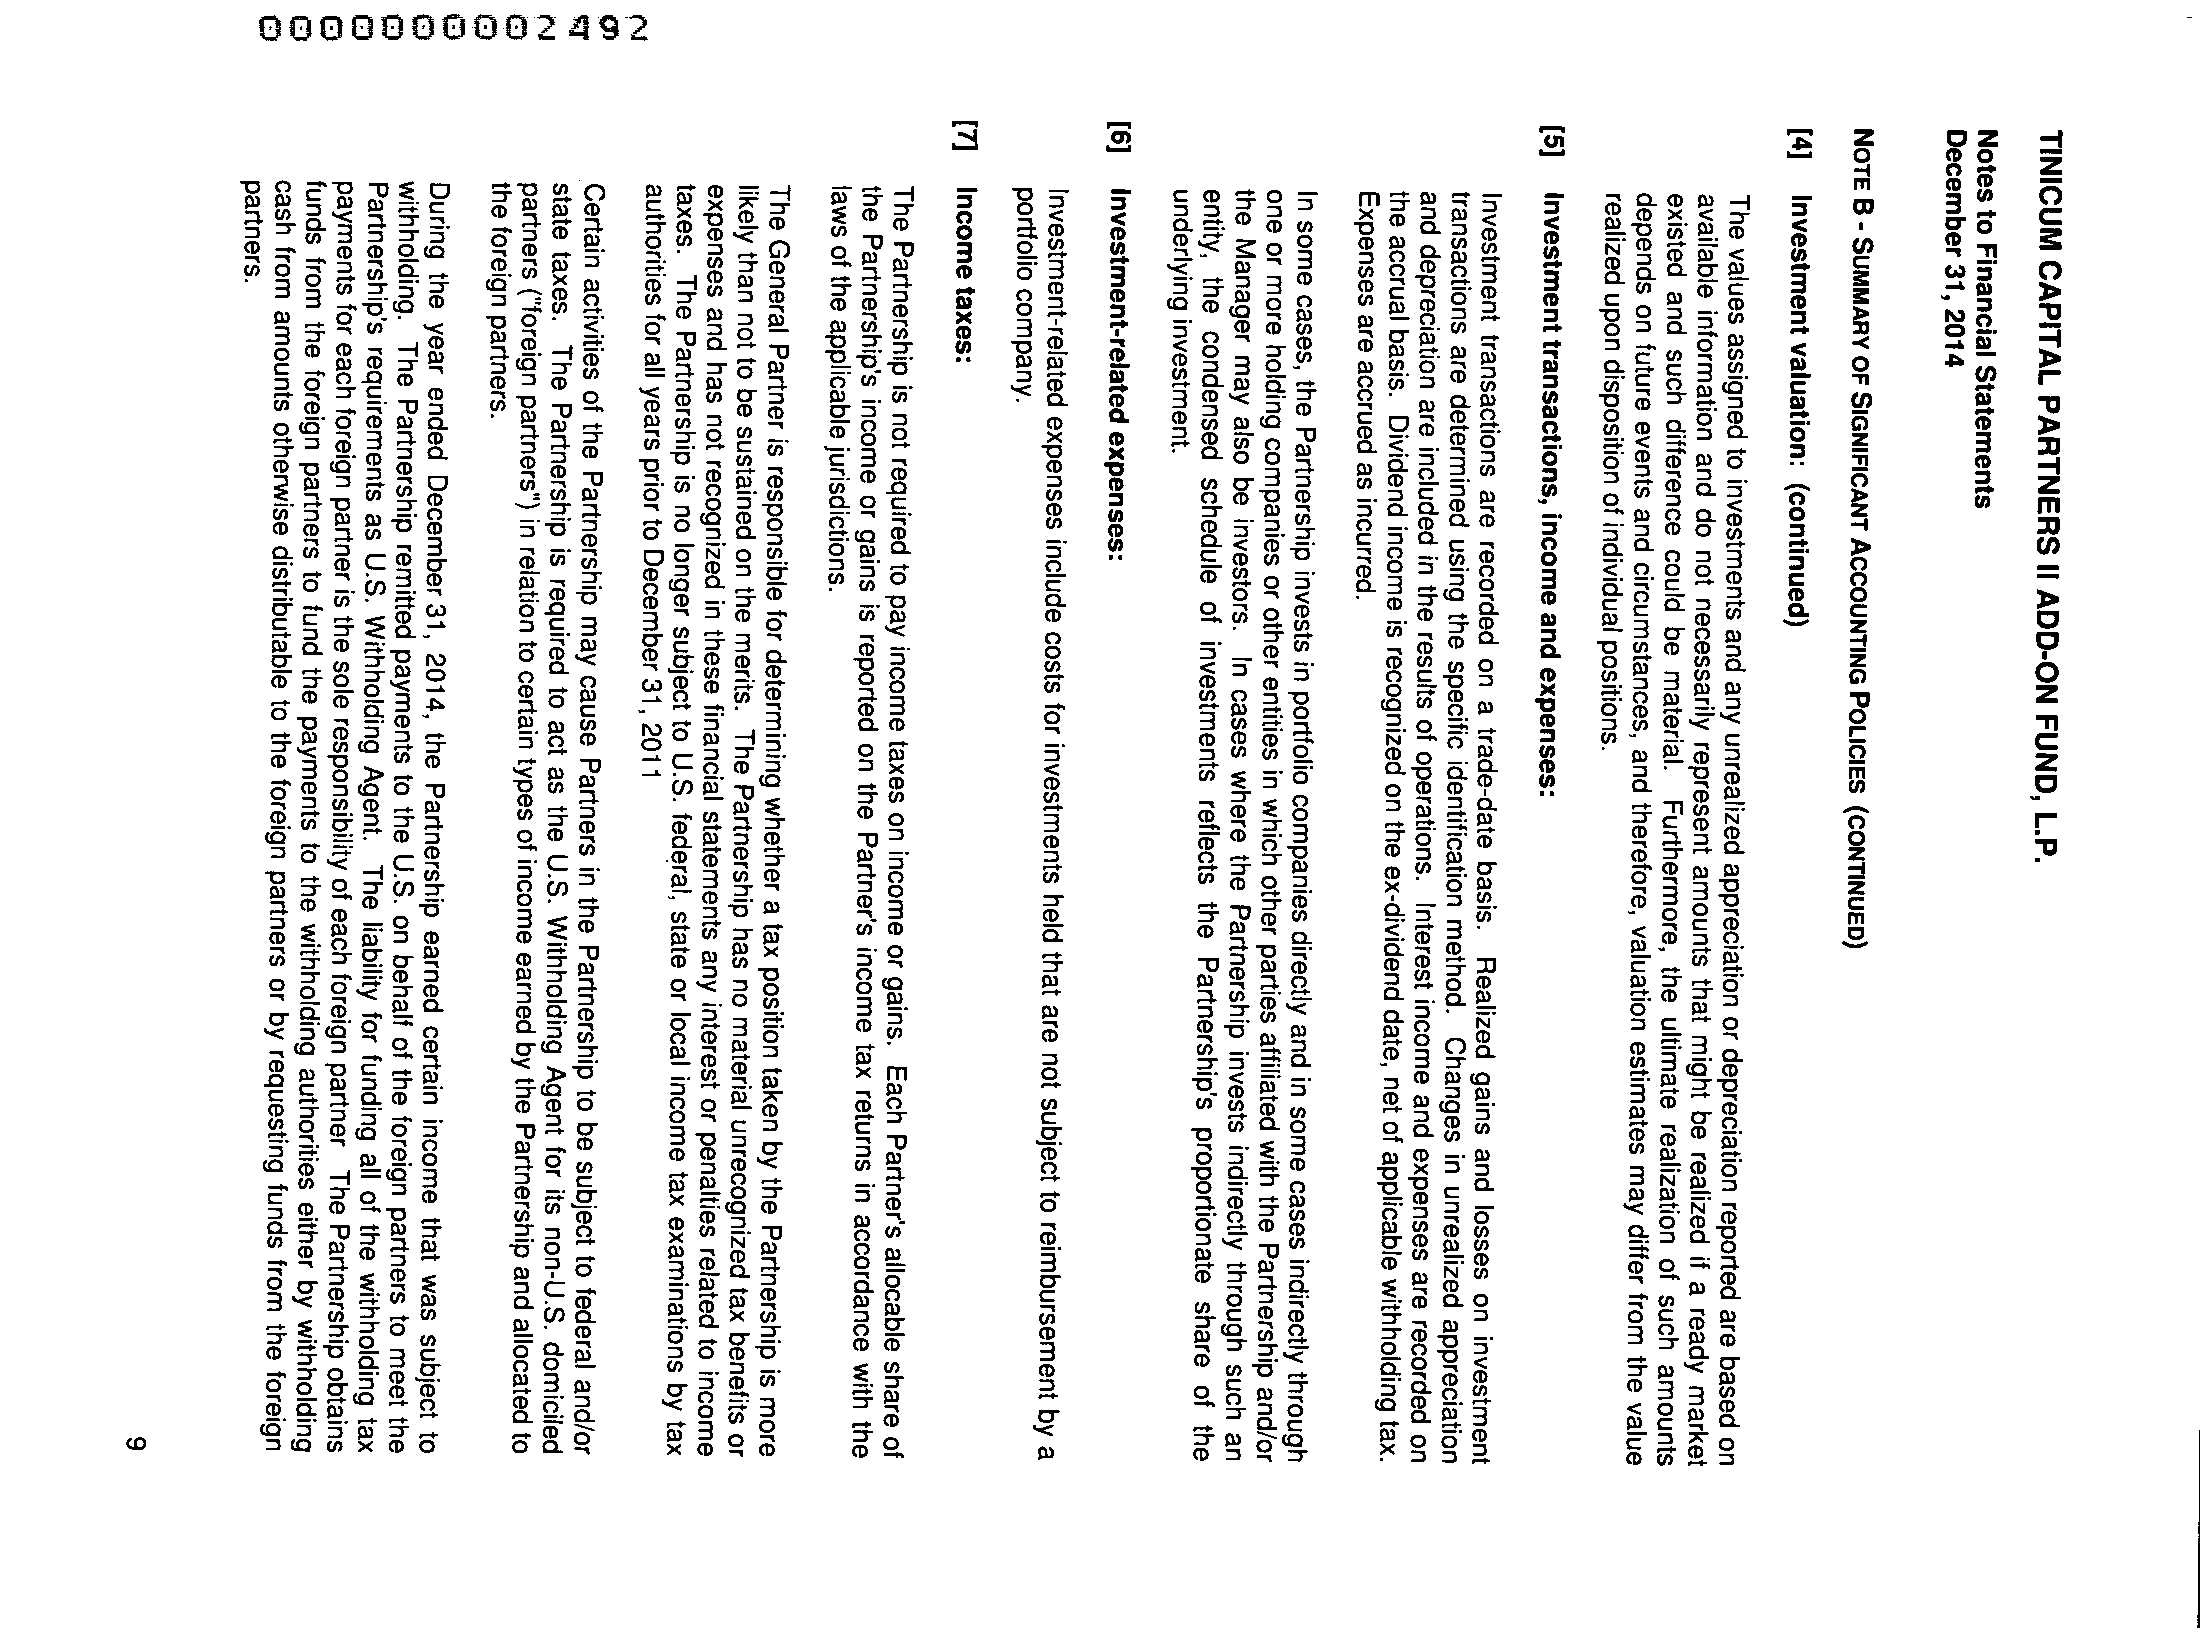 0000000002492
TINICUM CAPITAL PARTNERS II ADD-ON FUND, L.P.
Notes to Financial Statements
December 31, 2014
NOTE B - SUMMARY OF SIGNIFICANT ACCOUNTING POLICIES (CONTINUED)
[4] Investment valuation: (continued)
The values assigned to investments and any unrealized appreciation or depreciation reported are based on
available information and do not necessarily represent amounts that might be realized if a ready market
existed and such difference could be material. Furthermore, the ultimate realization of such amounts
depends on future events and circumstances, and therefore, valuation estimates may differ from the value
realized upon disposition of individual positions.
[5] Investment transactions, income and expenses:
Investment transactions are recorded on a trade-date basis. Realized gains and losses on investment
transactions are determined using the specific identification method. Changes in unrealized appreciation
and depreciation are included in the results of operations. Interest income and expenses are recorded on
the accrual basis. Dividend income is recognized on the ex-dividend date, net of applicable withholding tax.
Expenses are accrued as incurred.
In some cases, the Partnership invests in portfolio companies directly and in some cases indirectly through
one or more holding companies or other entities in which other parties affiliated with the Partnership and/or
the Manager may also be investors. In cases where the Partnership invests indirectly through such an
entity, the condensed schedule of investments reflects the Partnership's proportionate share of the
underlying investment.
[6] Investment-related expenses:
Investment-related expenses include costs for investments held that are not subject to reimbursement by a
portfolio company.
[7] Income taxes:
The Partnership is not required to pay income taxes on income or gains. Each Partner's allocable share of
the Partnership's income or gains is reported on the Partner's income tax returns in accordance with the
laws of the applicable jurisdictions.
The General Partner is responsible for determining whether a tax position taken by the Partnership is more
likely than not to be sustained on the merits. The Partnership has no material unrecognized tax benefits or
expenses and has not recognized in these financial statements any interest or penalties related to income
taxes. The Partnership is no longer subject to U.S. federal, state or local income tax examinations by tax
authorities for all years prior to December 31, 2011
Certain activities of the Partnership may cause Partners in the Partnership to be subject to federal and/or
state taxes. The Partnership is required to act as the U.S. Withholding Agent for its non-U.S. domiciled
partners ("foreign partners") in relation to certain types of income earned by the Partnership and allocated to
the foreign partners.
During the year ended December 31, 2014, the Partnership earned certain income that was subject to
withholding. The Partnership remitted payments to the U.S. on behalf of the foreign partners to meet the
Partnership's requirements as U.S. Withholding Agent. The liability for funding all of the withholding tax
payments for each foreign partner is the sole responsibility of each foreign partner The Partnership obtains
funds from the foreign partners to fund the payments to the withholding authorities either by withholding
cash from amounts otherwise distributable to the foreign partners or by requesting funds from the foreign
partners.
9